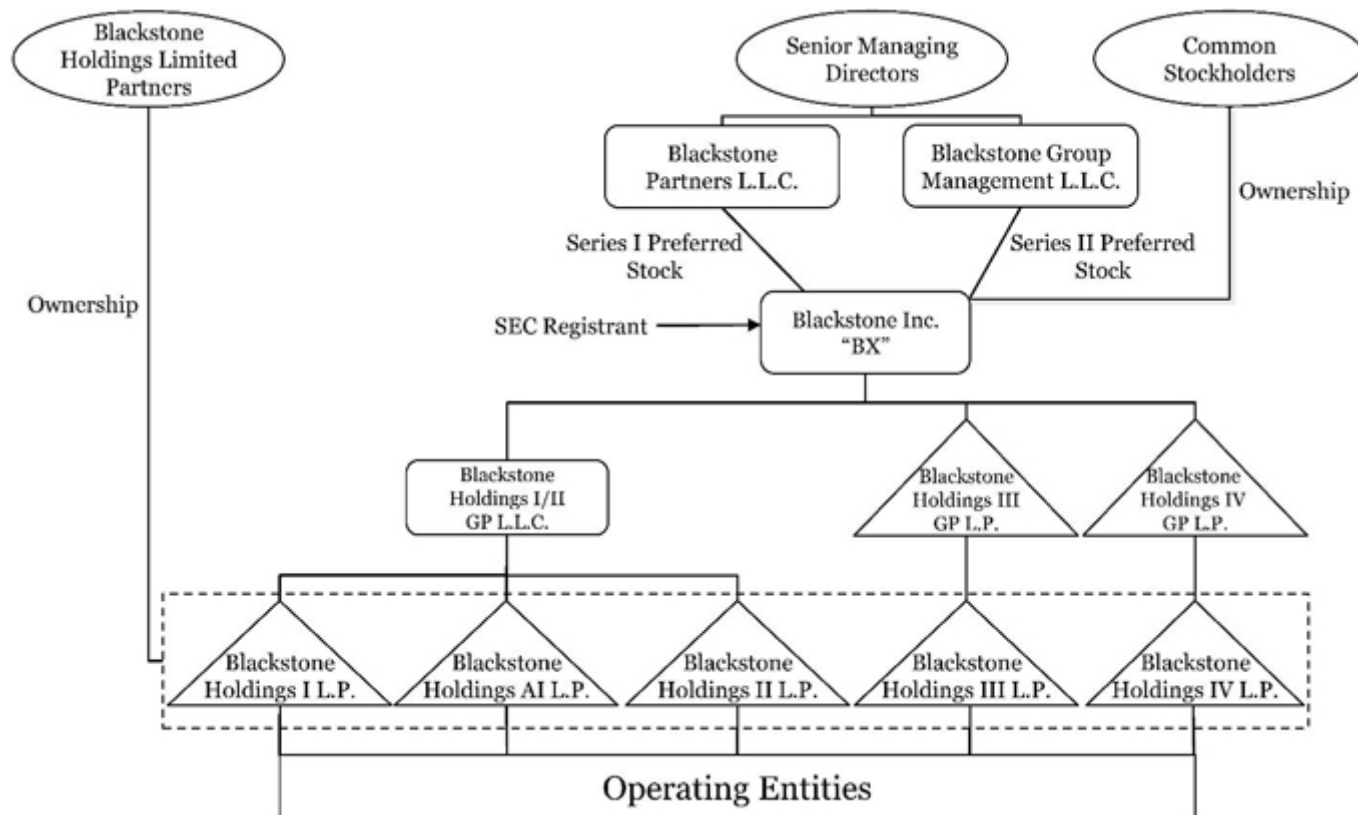 Blackstone
Holdings Limited
Partners
Senior Managing
Directors
Common
Stockholders
Blackstone
Partners L.L.C.
Blackstone Group
Management L.L.C.
Ownership
Series I Preferred
Stock
Series II Preferred
Stock
Ownership
SEC Registrant
Blackstone Inc.
“BX”
Blackstone
Holdings I/II
GP L.L.C.
Blackstone
Holdings III
GP L.P.
Blackstone
Holdings IV
GP L.P.
Blackstone
Holdings I L.P.
Blackstone
Holdings AI L.P.
Blackstone
Holdings II L.P.
Blackstone
Holdings III L.P.
Blackstone
Holdings IV L.P.
Operating Entities